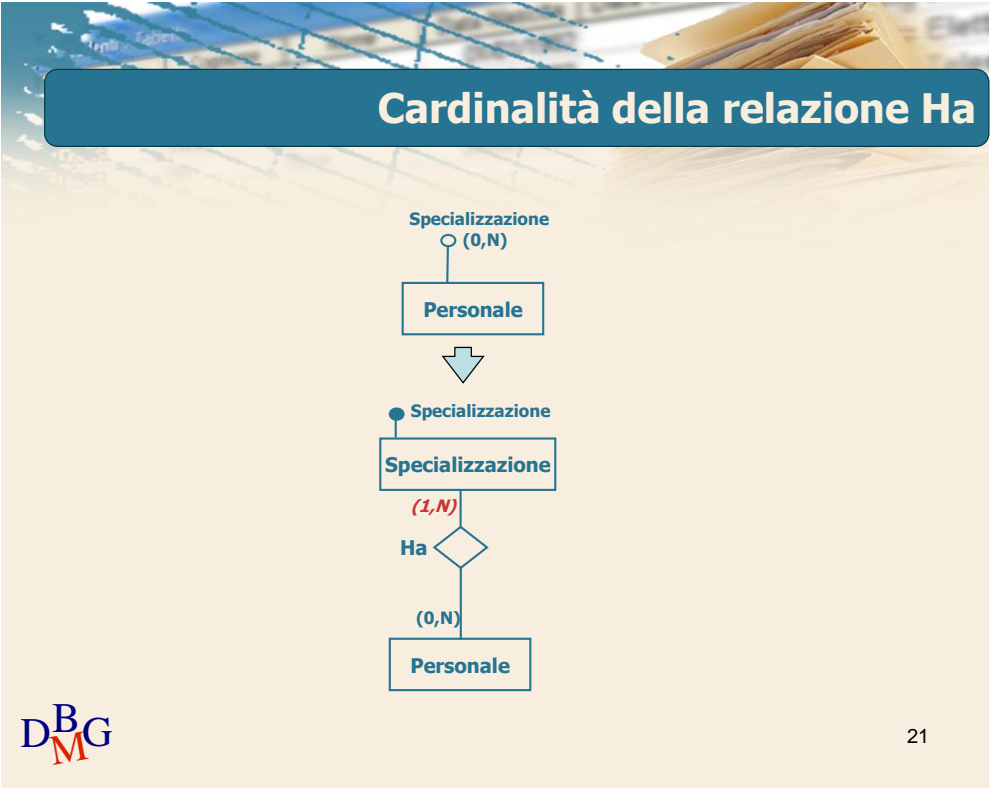 Cardinalità della relazione Ha
Specializzazione
(0,N)
Personale
Specializzazione
Specializzazione
(1,N)
Ha
(0,N)
Personale
DBMG
21